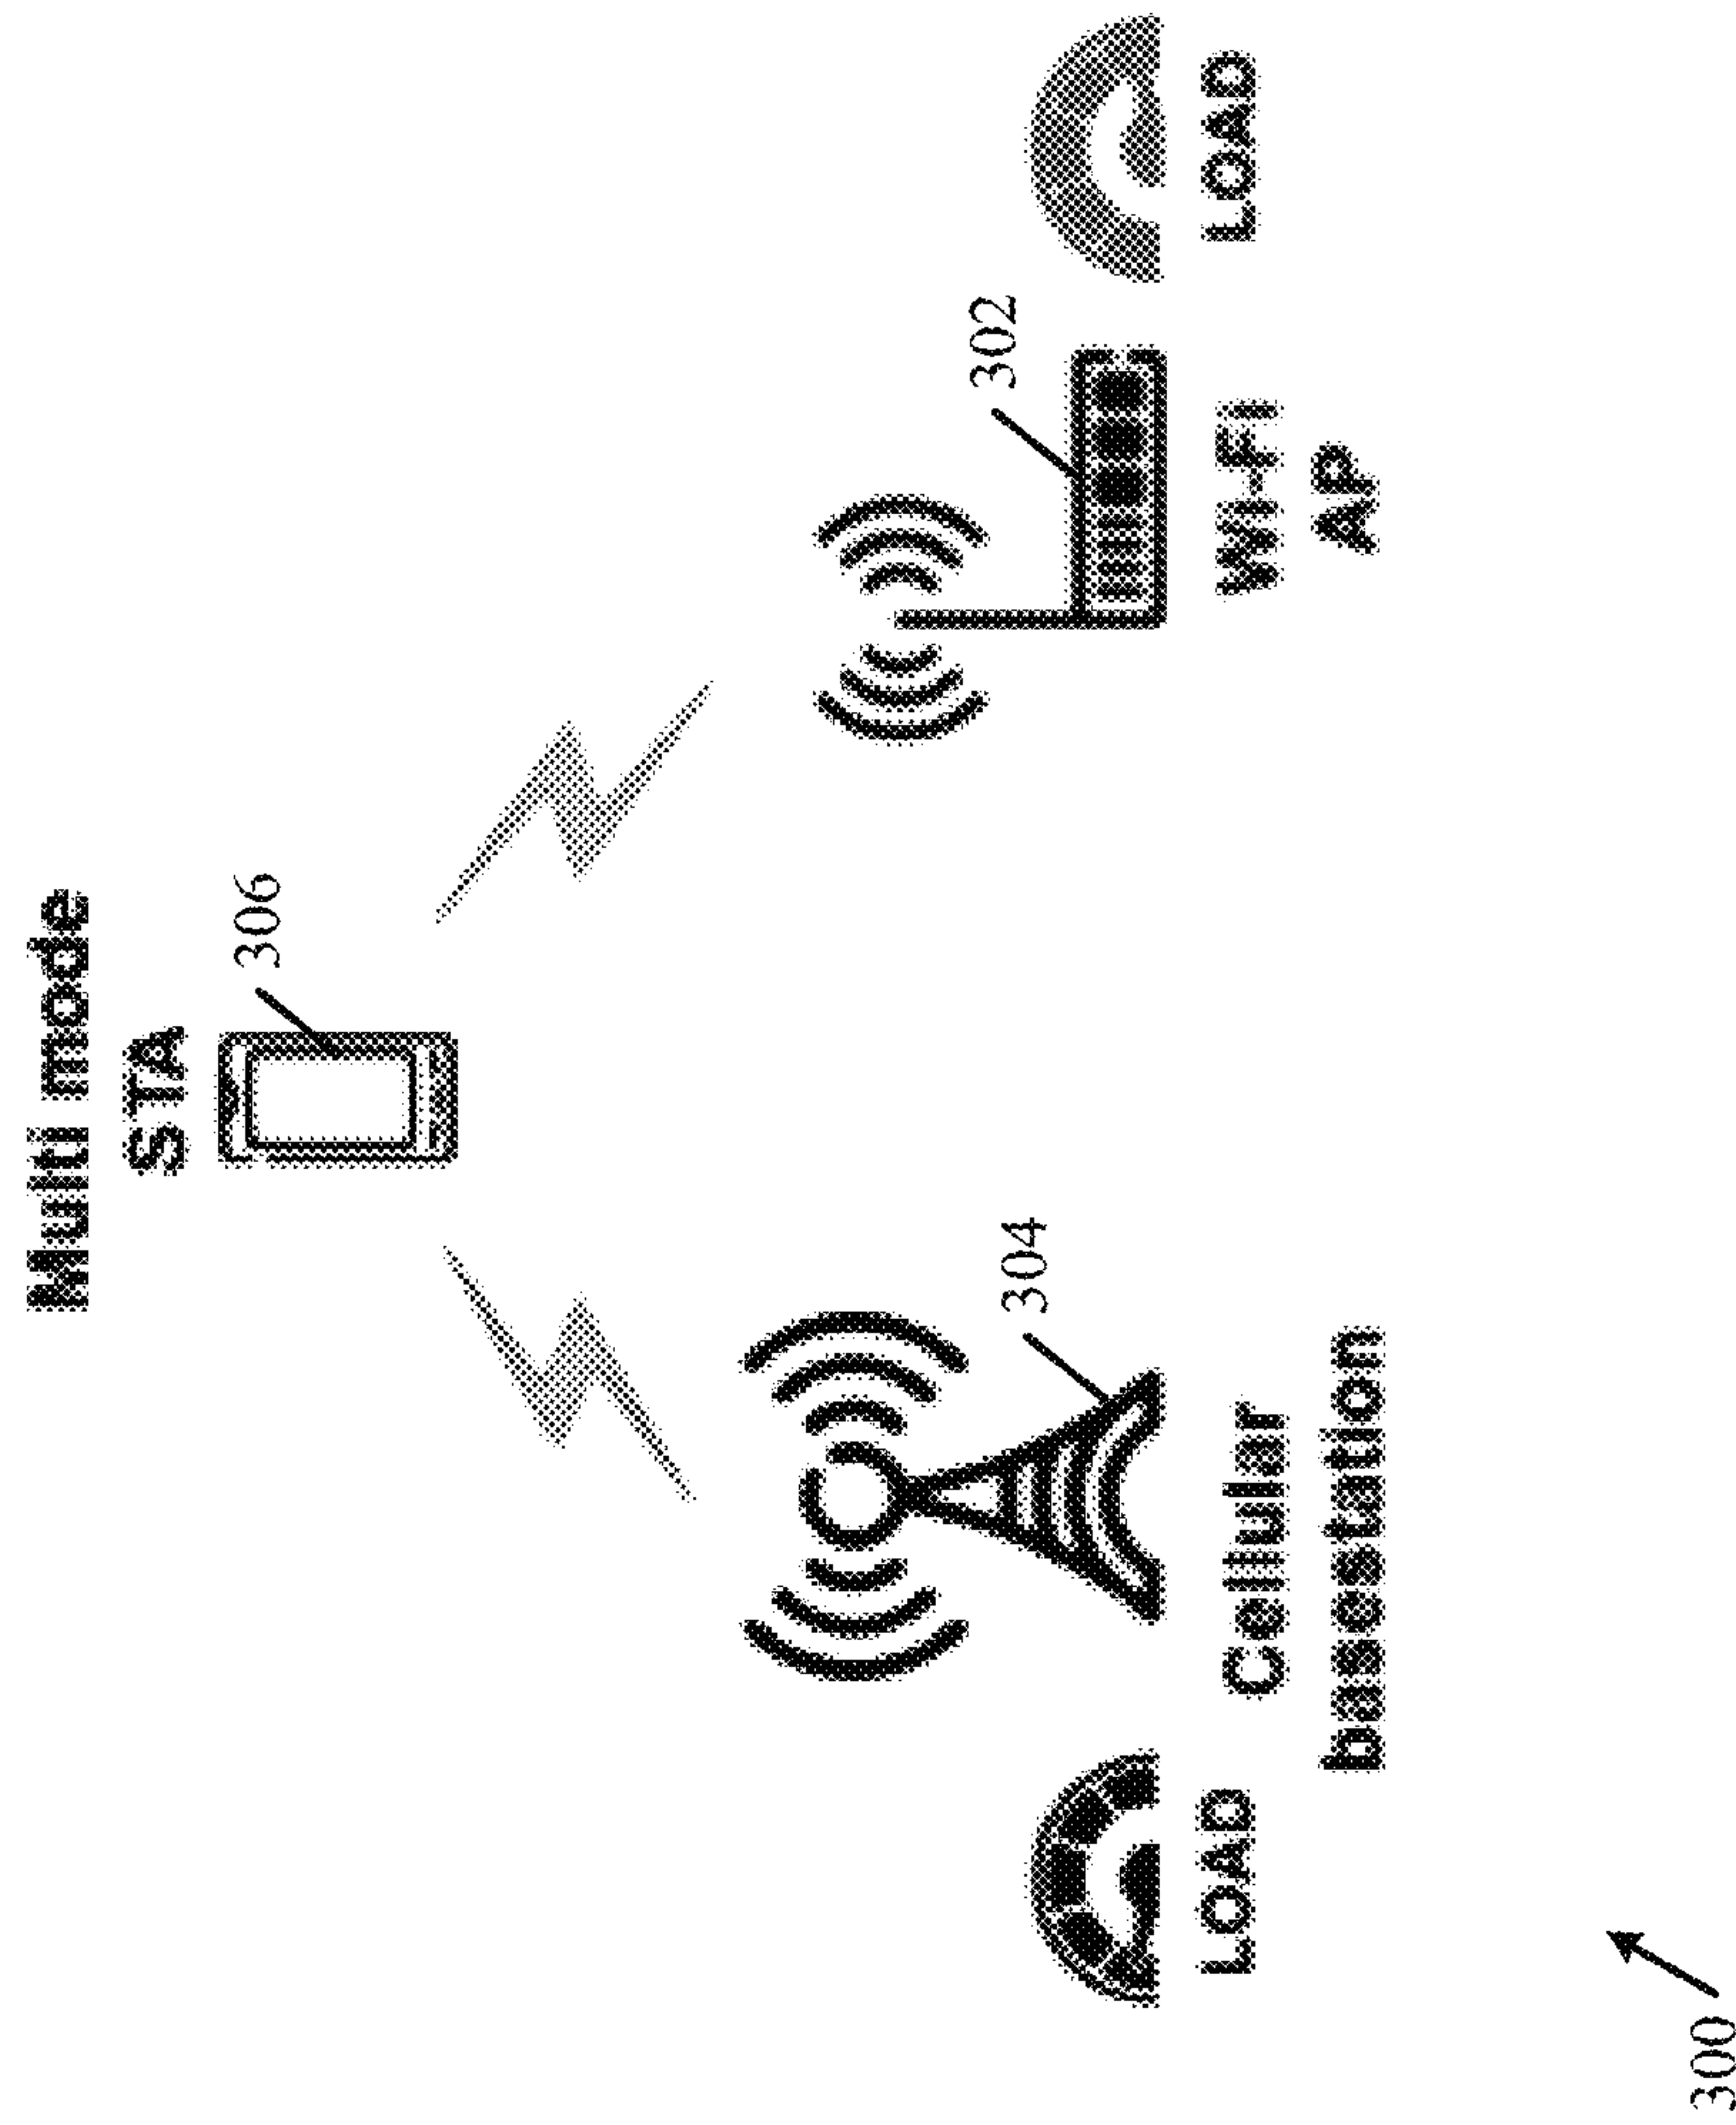 Multi mode
STA
306
302
304
LOAD
Cellular
basestation
WI-FI
AP
LOAD
300